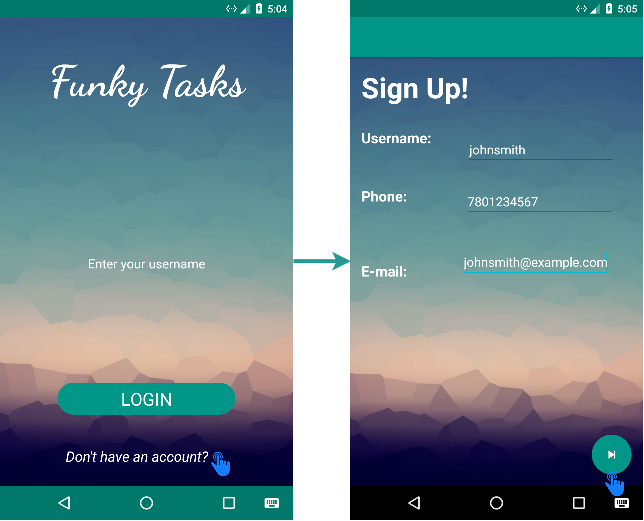 5:04
Funky Tasks
Enter your username
LOGIN
Don't have an account?
5:05
Sign Up!
Username:
johnsmith
Phone:
7801234567
E-mail:
johnsmith@example.com